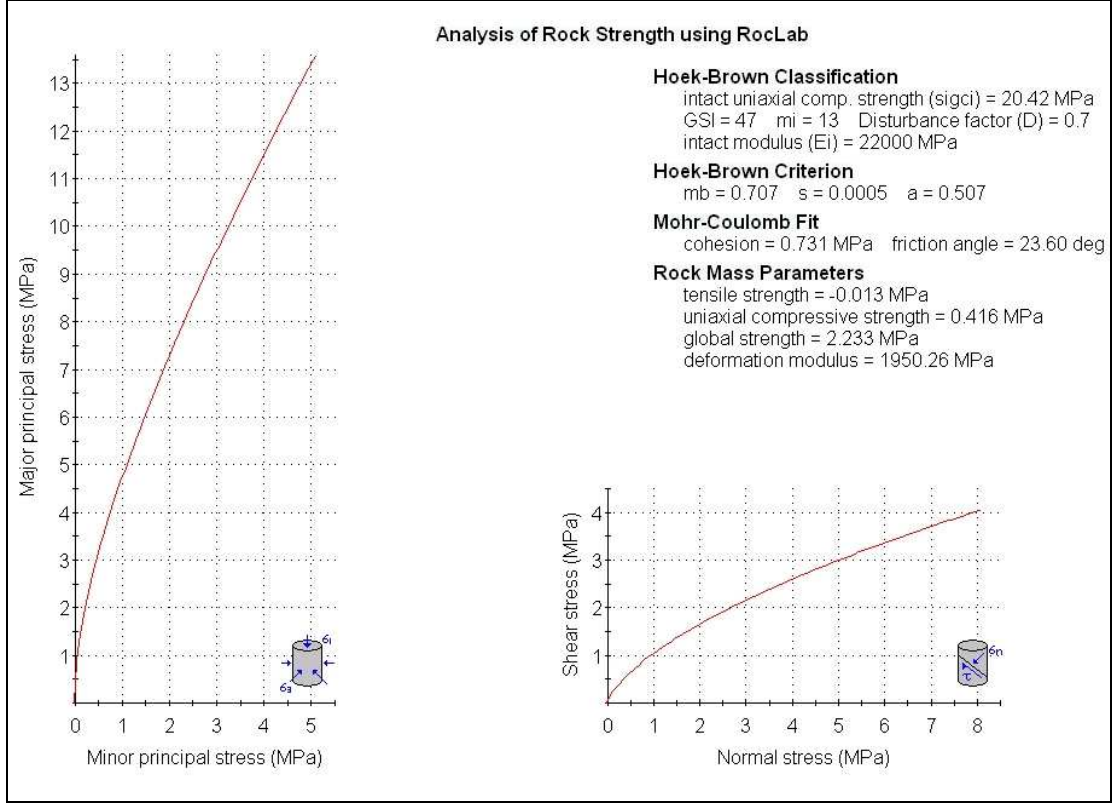 Analysis of Rock Strength using RocLab
Hoek-Brown Classification
intact uniaxial comp. strength (sigci) = 20.42 MPa
GSI = 47 mi = 13 Disturbance factor (D) = 0.7
intact modulus (Ei) = 22000 MPa
Hoek-Brown Criterion
mb = 0.707 s = 0.0005 a = 0.507
Mohr-Coulomb Fit
cohesion = 0.731 MPa friction angle = 23.60 deg
Rock Mass Parameters
tensile strength = -0.013 MPa
uniaxial compressive strength = 0.416 MPa
global strength = 2.233 MPa
deformation modulus = 1950.26 MPa
Major principal stress (MPa)
13
12
11
10
9
8
7
6
5
4
3
2
1
0 1 2 3 4 5
Minor principal stress (MPa)
σ1
σ3
Shear stress (MPa)
4
3
2
1
0 1 2 3 4 5 6 7 8
Normal stress (MPa)
σn
τ